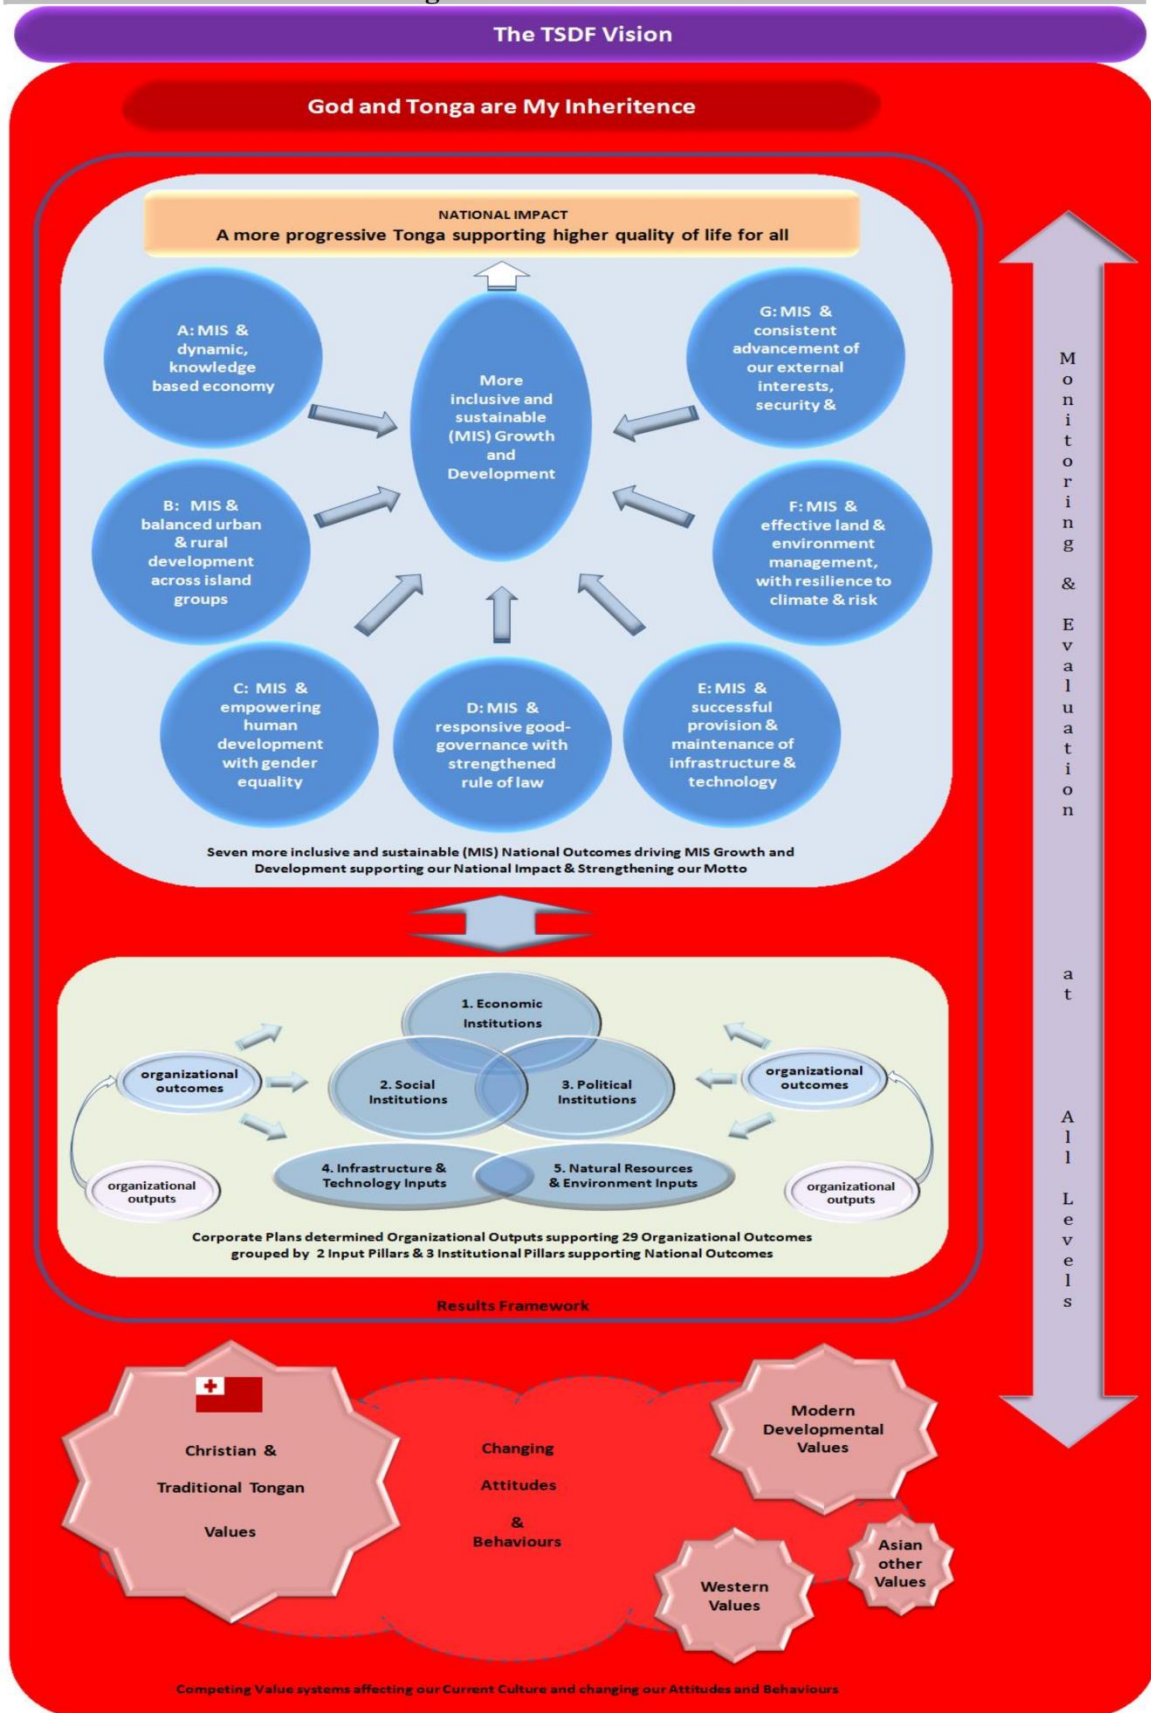 The TSDF Vision
God and Tonga are My Inheritence
NATIONAL IMPACT
A more progressive Tonga supporting higher quality of life for all
A: MIS &
dynamic,
knowledge
based economy
More
inclusive and
sustainable
(MIS) Growth
and
Development
G: MIS &
consistent
advancement of
our external
interests,
security &
B: MIS &
balanced urban
& rural
development
across island
groups
F: MIS &
effective land &
environment
management,
with resilience to
climate & risk
C: MIS &
empowering
human
development
with gender
equality
D: MIS &
responsive good-
governance with
strengthened
rule of law
E: MIS &
successful
provision &
maintenance of
infrastructure &
technology
Seven more inclusive and sustainable (MIS) National Outcomes driving MIS Growth and
Development supporting our National Impact & Strengthening our Motto
1. Economic
Institutions
organizational
outcomes
2. Social
Institutions
3. Political
Institutions
organizational
outcomes
organizational
outputs
4. Infrastructure &
Technology Inputs
5. Natural Resources
& Environment Inputs
organizational
outputs
Corporate Plans determined Organizational Outputs supporting 29 Organizational Outcomes
grouped by 2 Input Pillars & 3 Institutional Pillars supporting National Outcomes
Results Framework
Christian &
Traditional Tongan
Values
Changing
Attitudes
&
Behaviours
Modern
Developmental
Values
Western
Values
Asian
other
Values
Competing Value systems affecting our Current Culture and changing our Attitudes and Behaviours
Monitoring & Evaluation at All Levels